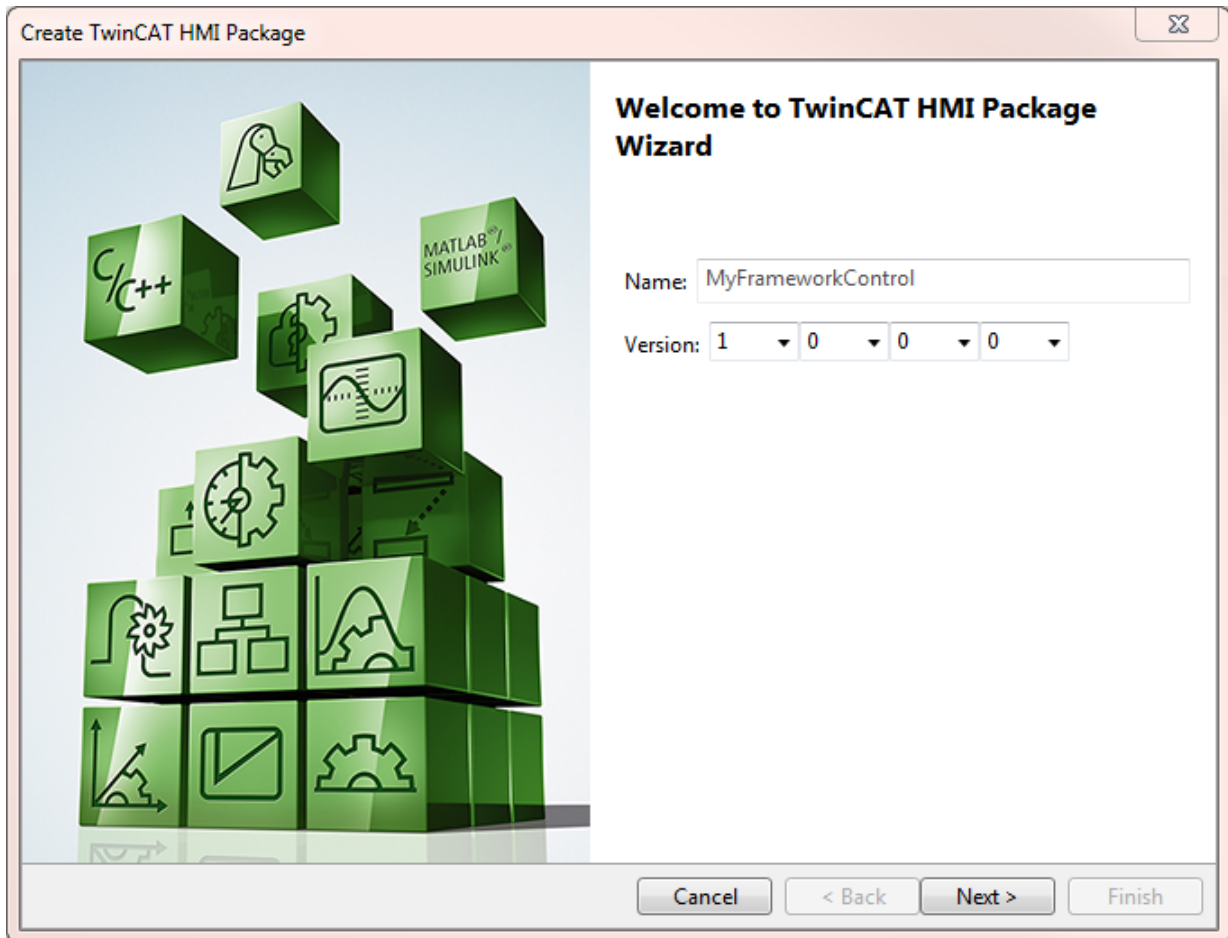 Create TwinCAT HMI Package
Welcome to TwinCAT HMI Package
Wizard
C/C++
MATLAB®/
SIMULINK®
Name: MyFrameworkControl
Version: 1 0 0 0
Cancel < Back Next > Finish